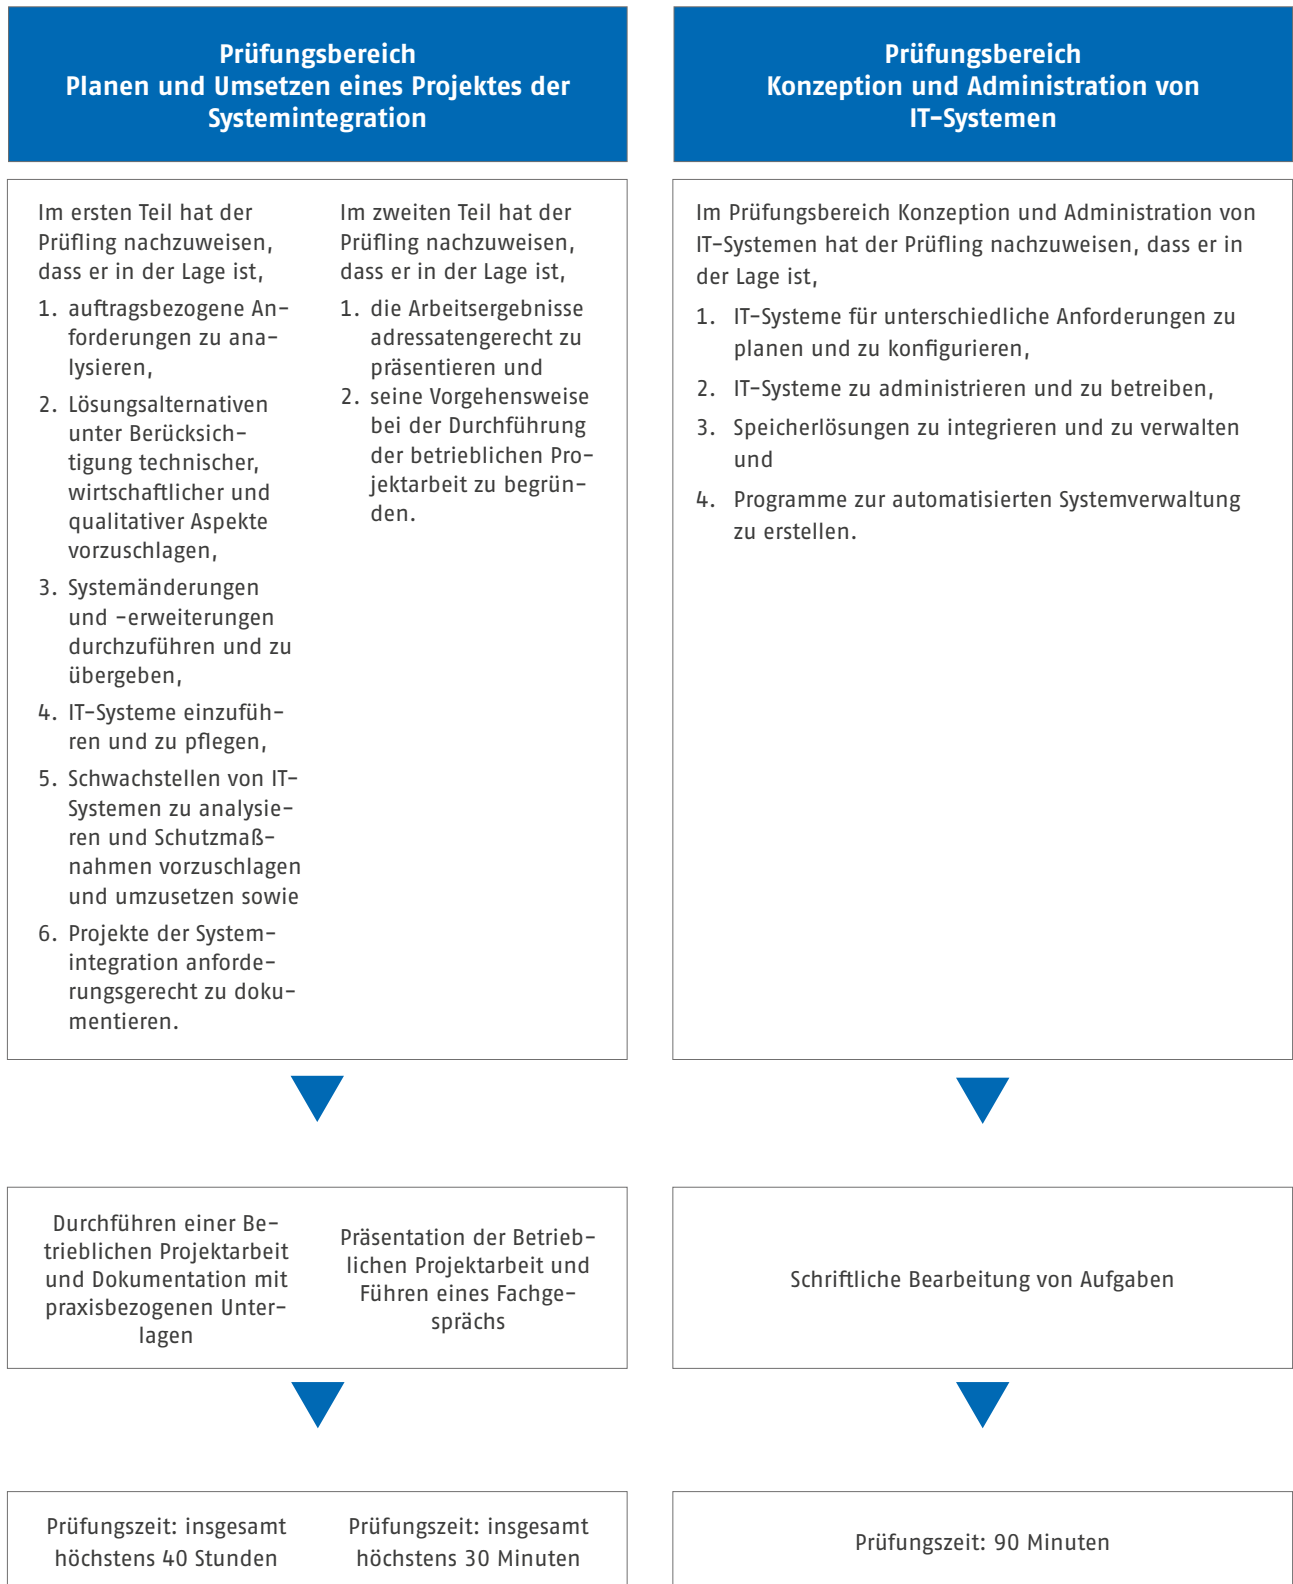 Prüfungsbereich
Planen und Umsetzen eines Projektes der
Systemintegration
Im ersten Teil hat der
Prüfling nachzuweisen,
dass er in der Lage ist,
1. auftragsbezogene An-
forderungen zu ana-
lysieren,
2. Lösungsalternativen
unter Berücksich-
tigung technischer,
wirtschaftlicher und
qualitativer Aspekte
vorzuschlagen,
3. Systemänderungen
und -erweiterungen
durchzuführen und zu
übergeben,
4. IT-Systeme einzufüh-
ren und zu pflegen,
5. Schwachstellen von IT-
Systemen zu analysie-
ren und Schutzmaß-
nahmen vorzuschlagen
und umzusetzen sowie
6. Projekte der System-
integration anforde-
rungsgerecht zu doku-
mentieren.
Im zweiten Teil hat der
Prüfling nachzuweisen,
dass er in der Lage ist,
1. die Arbeitsergebnisse
adressatengerecht zu
präsentieren und
2. seine Vorgehensweise
bei der Durchführung
der betrieblichen Pro-
jektarbeit zu begrün-
den.
Durchführen einer Be-
trieblichen Projektarbeit
und Dokumentation mit
praxisbezogenen Unter-
lagen
Präsentation der Betrieb-
lichen Projektarbeit und
Führen eines Fachge-
sprächs
Prüfungszeit: insgesamt
höchstens 40 Stunden
Prüfungszeit: insgesamt
höchstens 30 Minuten
Prüfungsbereich
Konzeption und Administration von
IT-Systemen
Im Prüfungsbereich Konzeption und Administration von
IT-Systemen hat der Prüfling nachzuweisen, dass er in
der Lage ist,
1. IT-Systeme für unterschiedliche Anforderungen zu
planen und zu konfigurieren,
2. IT-Systeme zu administrieren und zu betreiben,
3. Speicherlösungen zu integrieren und zu verwalten
und
4. Programme zur automatisierten Systemverwaltung
zu erstellen.
Schriftliche Bearbeitung von Aufgaben
Prüfungszeit: 90 Minuten